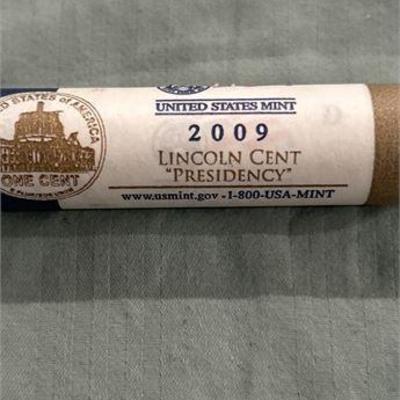 UNITED STATES MINT
2009
LINCOLN CENT
"PRESIDENCY"
www.usmint.gov - 1-800-USA-MINT
D STATES OF AMERICA
ONE CENT